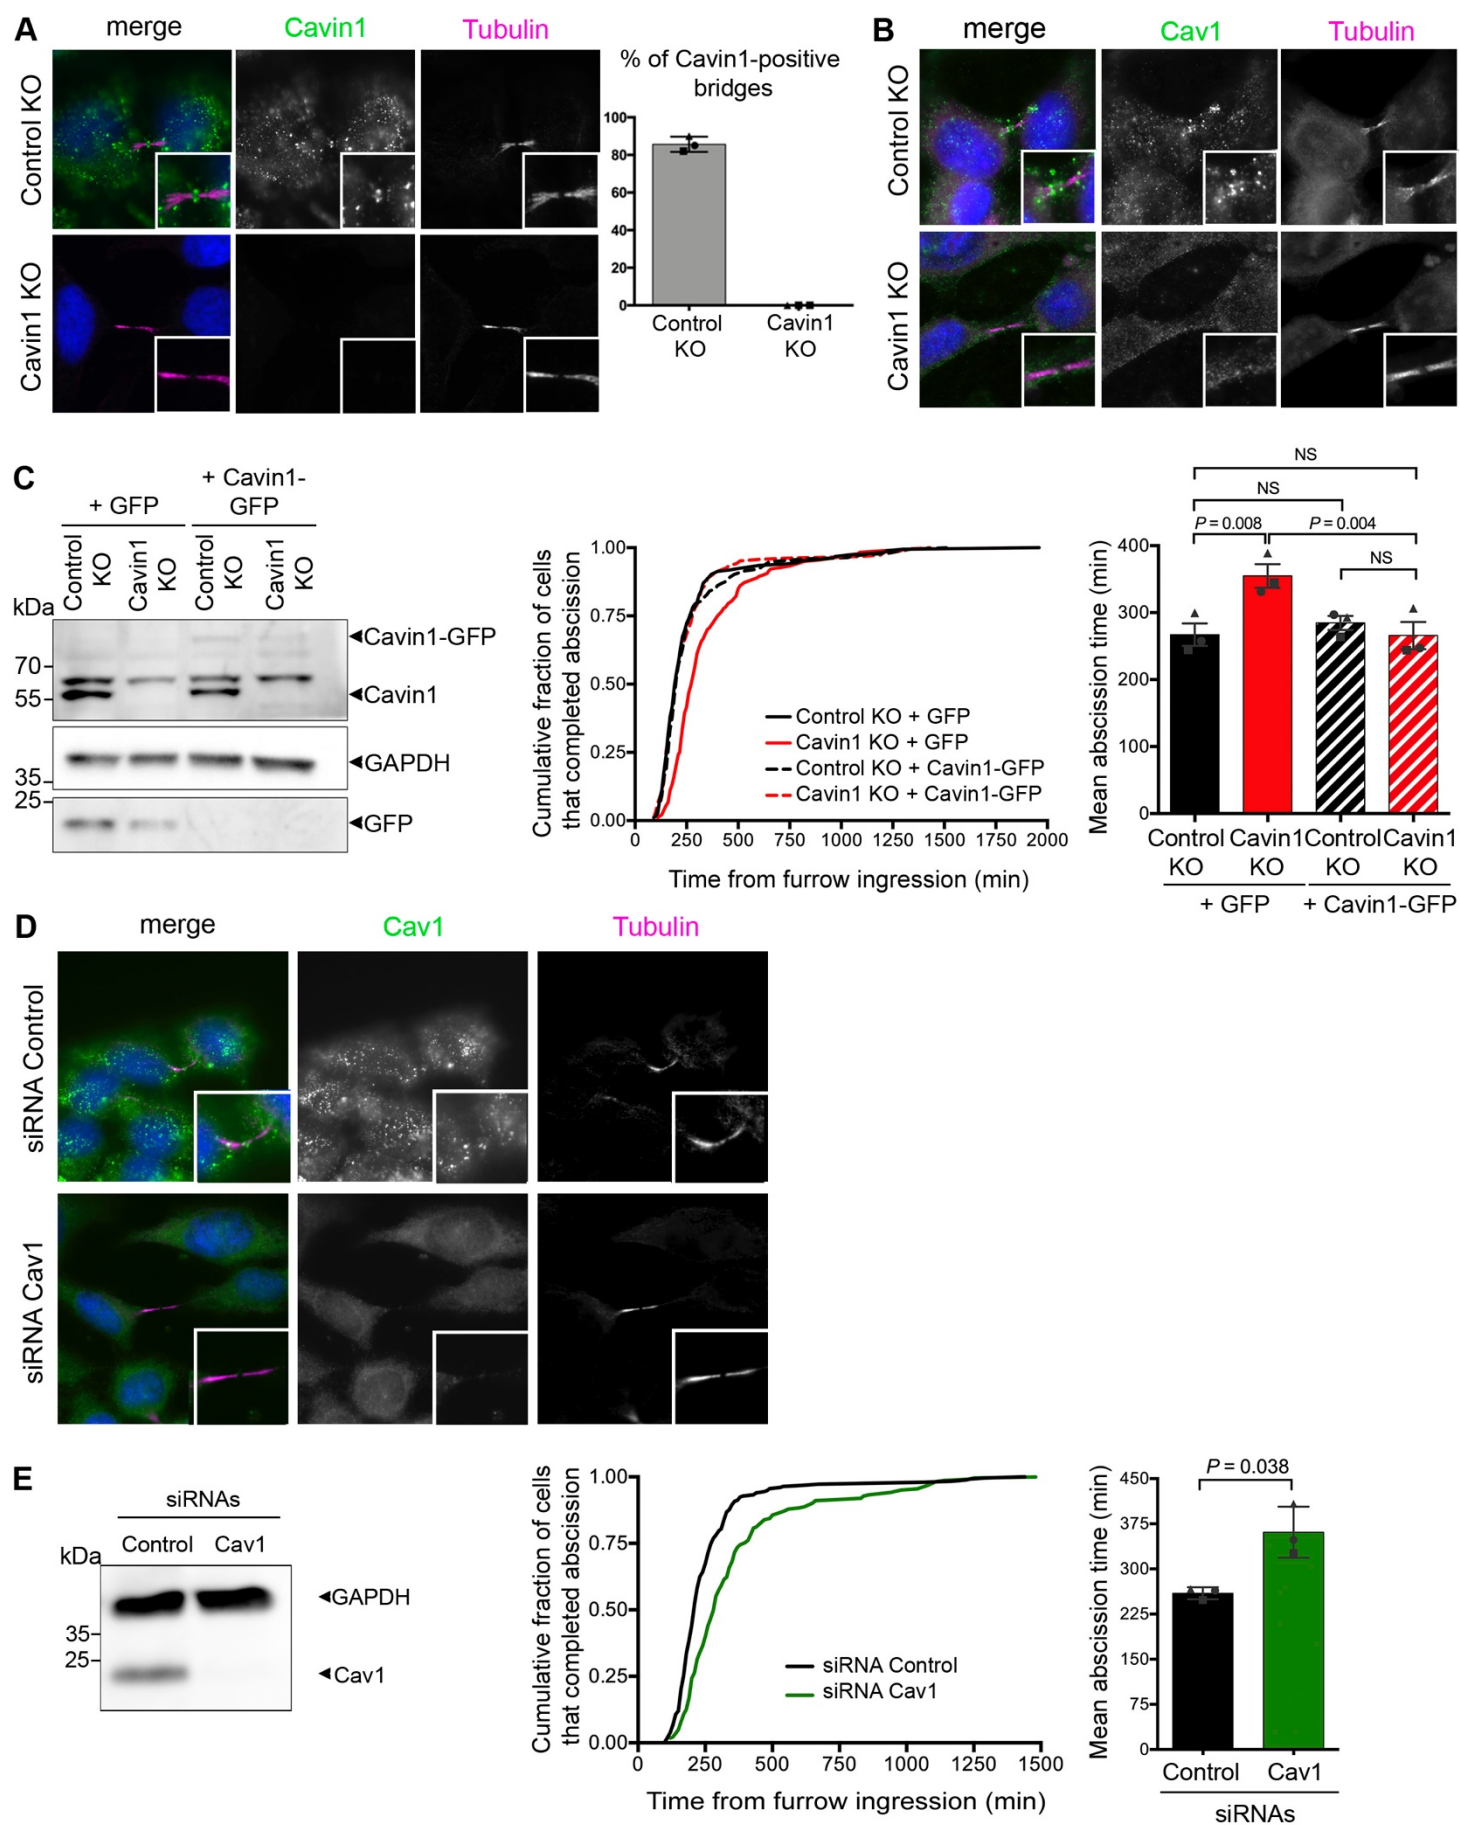 A
merge
Cavin1
Tubulin
Control KO
Cavin1 KO
% of Cavin1-positive
bridges
100
80
60
40
20
0
Control
KO
Cavin1
KO
B
merge
Cav1
Tubulin
Control KO
Cavin1 KO
C
+ GFP
+ Cavin1-
GFP
Control
KO
Cavin1
KO
Control
KO
Cavin1
KO
kDa
70
55
35
25
Cavin1-GFP
Cavin1
GAPDH
GFP
Cumulative fraction of cells
that completed abscission
1.00
0.75
0.50
0.25
0.00
Control KO + GFP
Cavin1 KO + GFP
Control KO + Cavin1-GFP
Cavin1 KO + Cavin1-GFP
0 250 500 750 1000 1250 1500 1750 2000
Time from furrow ingression (min)
NS
NS
P = 0.008
P = 0.004
NS
Mean abscission time (min)
400
300
200
100
0
Control
KO
Cavin1
KO
Control
KO
Cavin1
KO
+ GFP
+ Cavin1-GFP
D
merge
Cav1
Tubulin
siRNA Control
siRNA Cav1
E
siRNAs
Control Cav1
kDa
35
25
GAPDH
Cav1
Cumulative fraction of cells
that completed abscission
1.00
0.75
0.50
0.25
0.00
siRNA Control
siRNA Cav1
0 250 500 750 1000 1250 1500
Time from furrow ingression (min)
P = 0.038
Mean abscission time (min)
450
375
300
225
150
75
0
Control Cav1
siRNAs